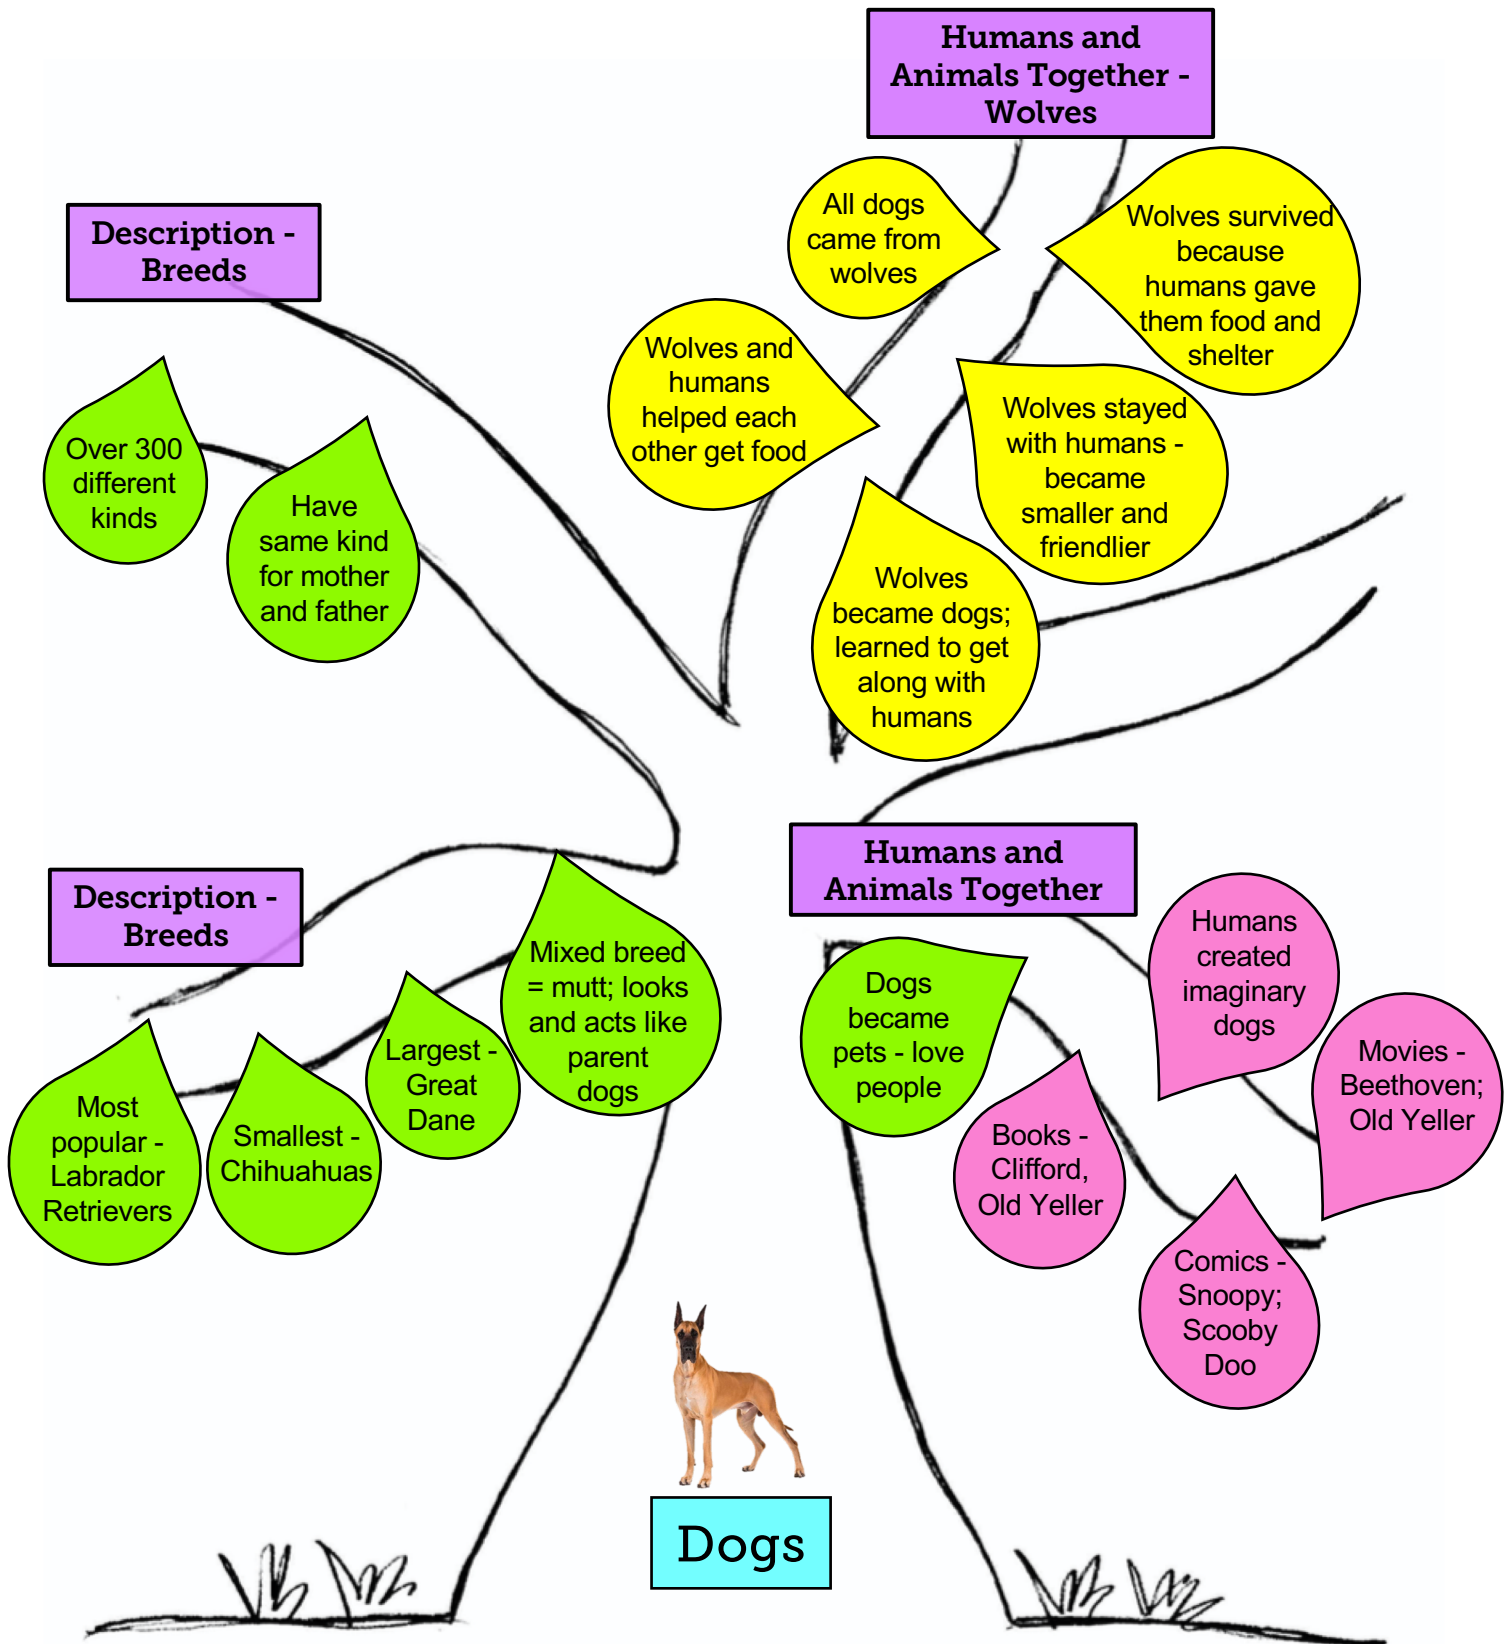 Humans and
Animals Together -
Wolves
All dogs
came from
wolves
Wolves survived
because
humans gave
them food and
shelter
Wolves and
humans
helped each
other get food
Wolves stayed
with humans -
became
smaller and
friendlier
Wolves
became dogs;
learned to get
along with
humans
Description -
Breeds
Over 300
different
kinds
Have
same kind
for mother
and father
Description -
Breeds
Most
popular -
Labrador
Retrievers
Smallest -
Chihuahuas
Largest -
Great
Dane
Mixed breed
= mutt; looks
and acts like
parent
dogs
Humans and
Animals Together
Dogs
became
pets - love
people
Humans
created
imaginary
dogs
Books -
Clifford,
Old Yeller
Movies -
Beethoven;
Old Yeller
Comics -
Snoopy;
Scooby
Doo
Dogs